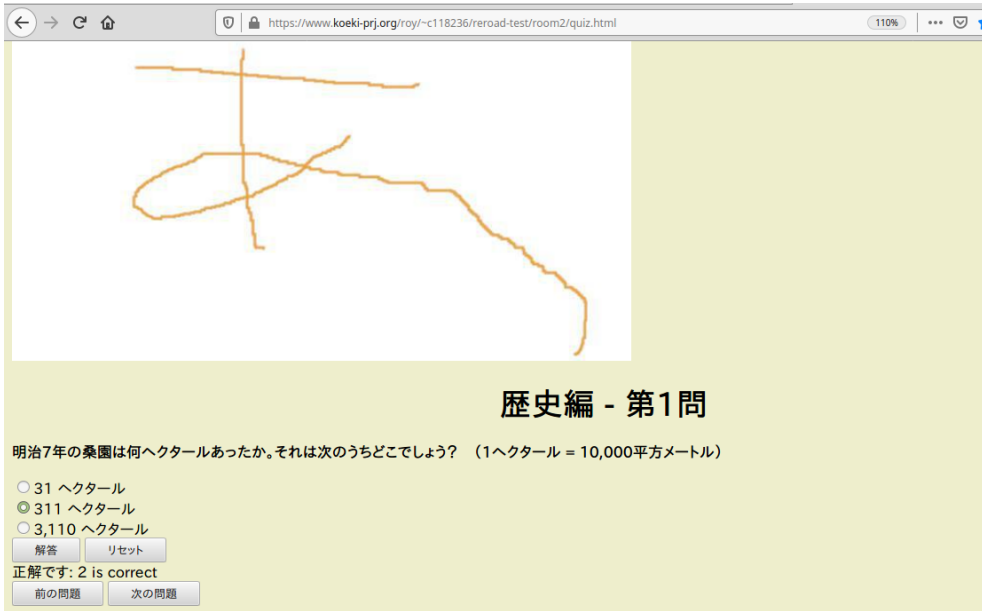 https://www.koeki-prj.org/roy/~c118236/reroad-test/room2/quiz.html 110%
歴史編 - 第1問
明治7年の桑園は何ヘクタールあったか。それは次のうちどこでしょう？ （1ヘクタール = 10,000平方メートル）
31 ヘクタール
311 ヘクタール
3,110 ヘクタール
解答 リセット
正解です: 2 is correct
前の問題 次の問題